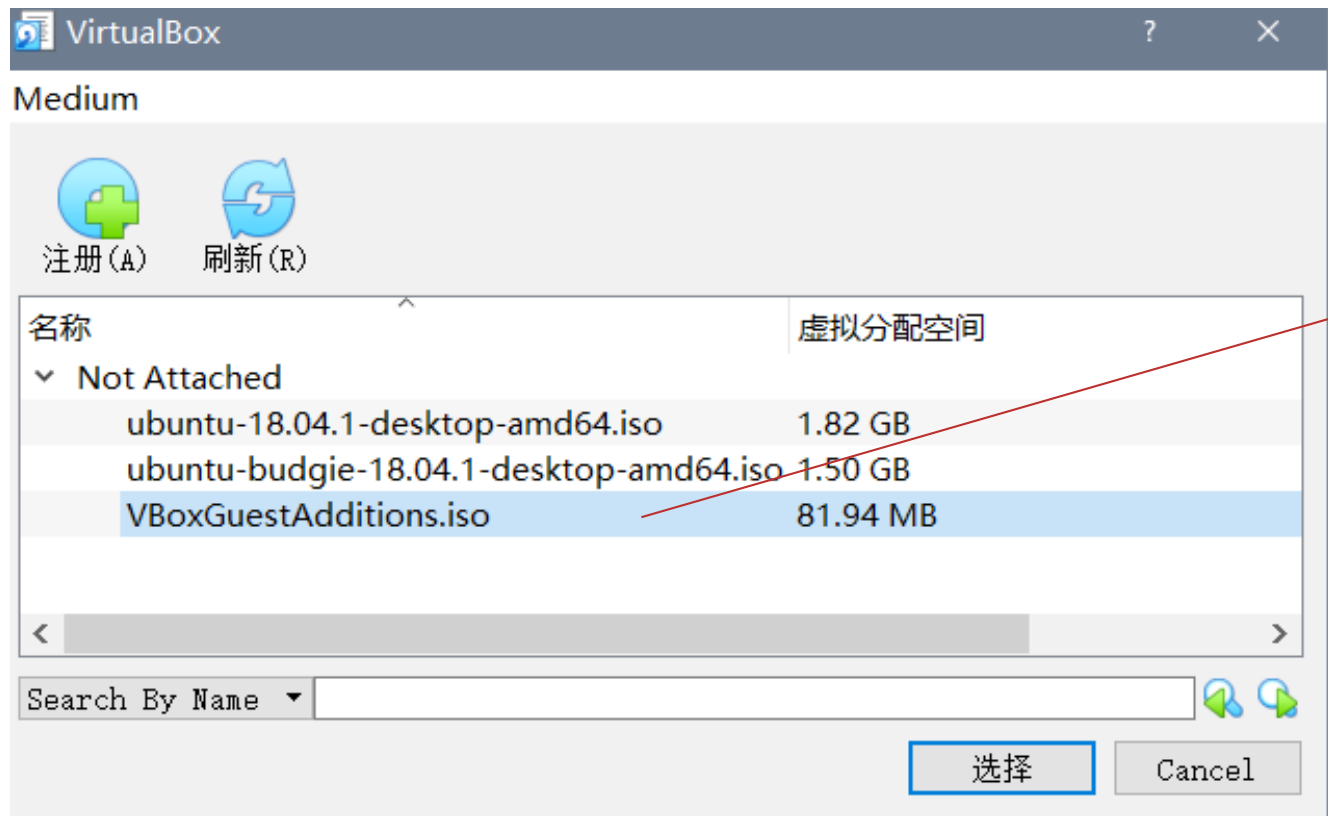 VirtualBox ?
Medium
注册(A) 刷新(R)
名称 虚拟分配空间
Not Attached
ubuntu-18.04.1-desktop-amd64.iso 1.82 GB
ubuntu-budgie-18.04.1-desktop-amd64.iso 1.50 GB
VBoxGuestAdditions.iso 81.94 MB
Search By Name
选择 Cancel